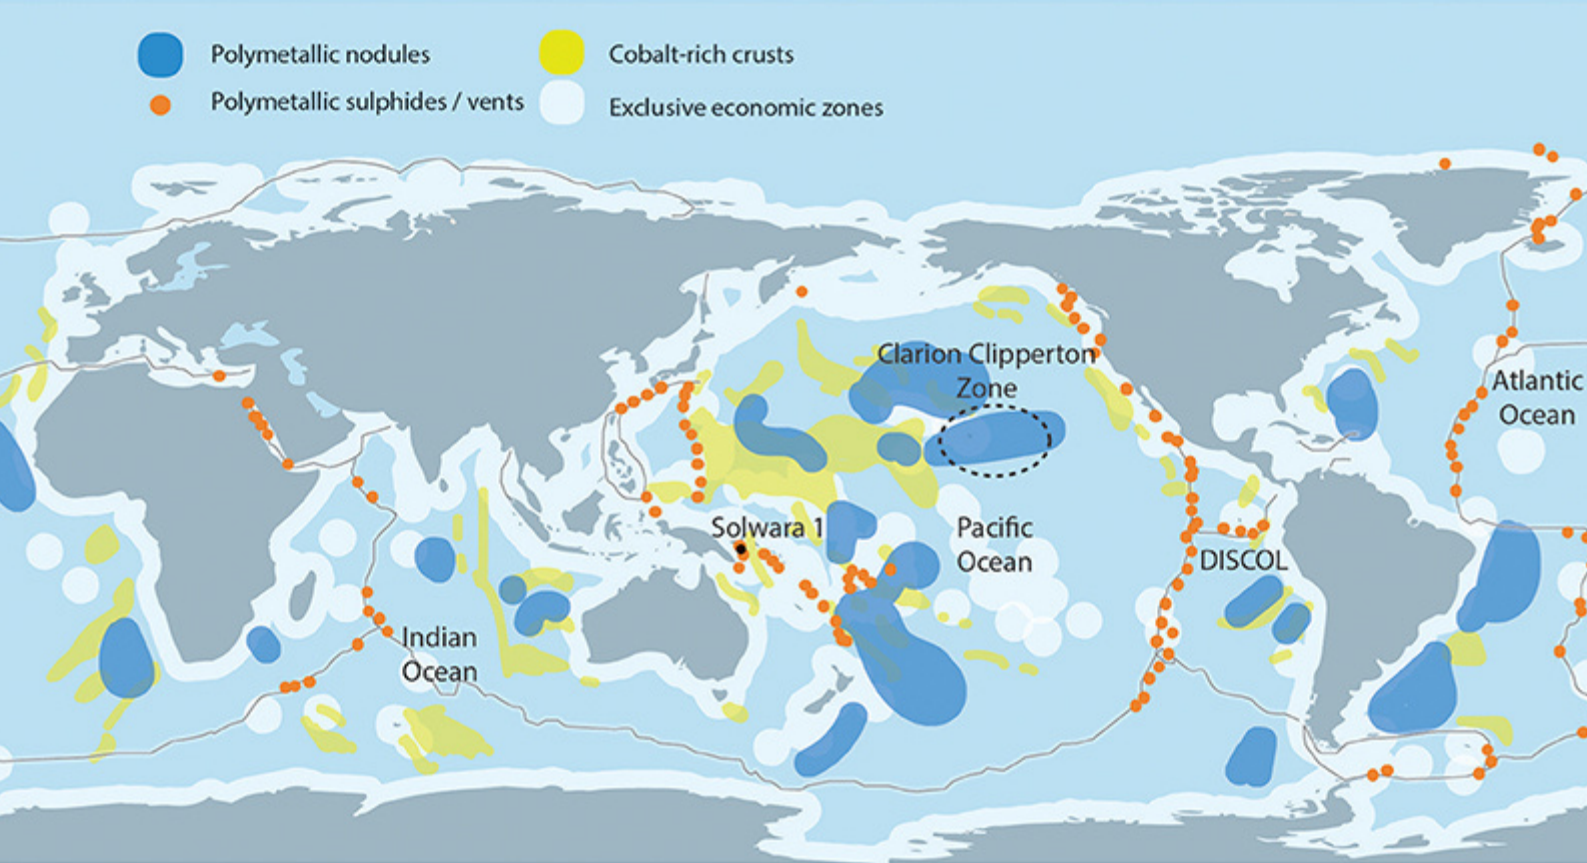 Polymetallic nodules
Cobalt-rich crusts
Polymetallic sulphides / vents
Exclusive economic zones
Clarion Clipperton
Zone
Atlantic
Ocean
Solwara 1
Pacific
Ocean
DISCOL
Indian
Ocean